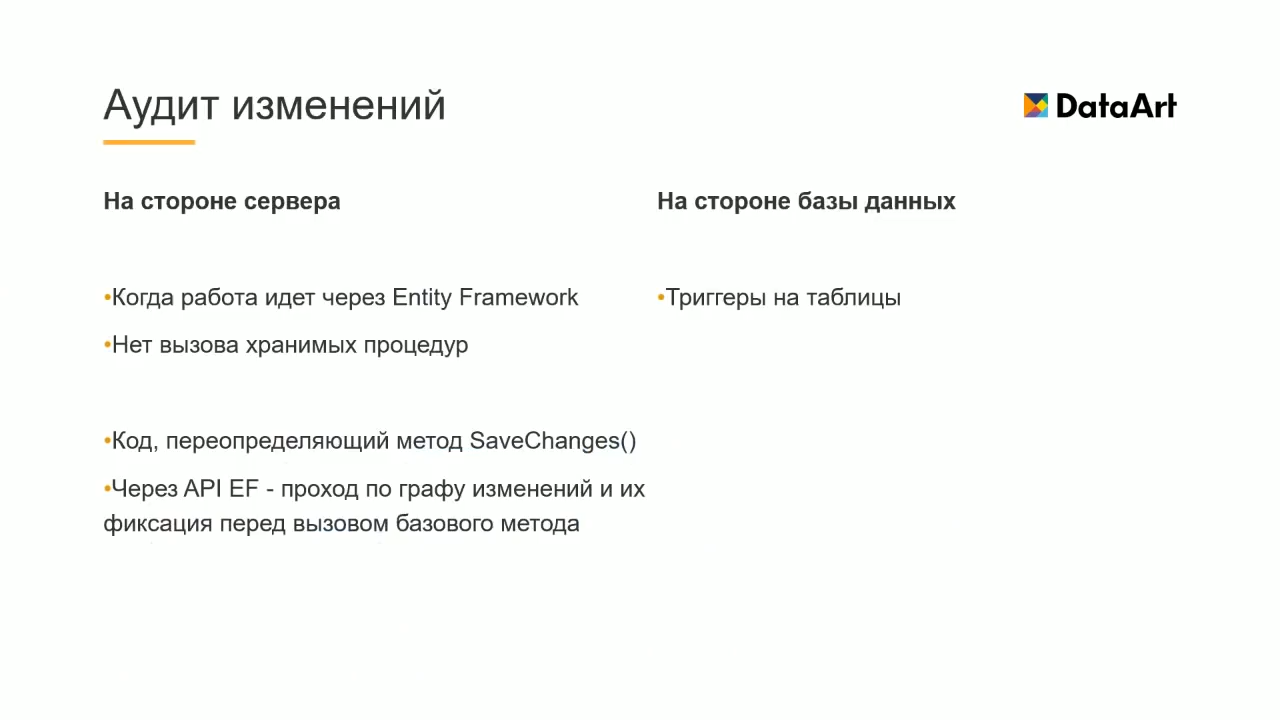 Аудит изменений
DataArt
На стороне сервера
•Когда работа идет через Entity Framework
•Нет вызова хранимых процедур
•Код, переопределяющий метод SaveChanges()
•Через API EF - проход по графу изменений и их
фиксация перед вызовом базового метода
На стороне базы данных
•Триггеры на таблицы